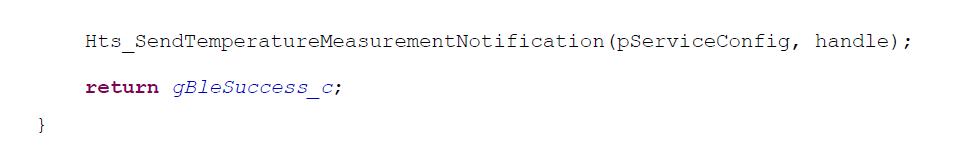 Hts_SendTemperatureMeasurementNotification(pServiceConfig, handle);
return gBleSuccess_c;
}